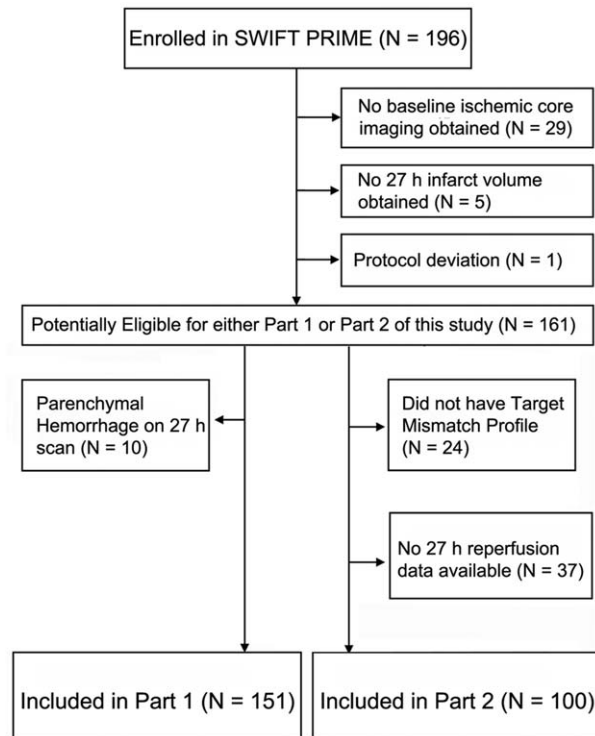 Enrolled in SWIFT PRIME (N = 196)
No baseline ischemic core
imaging obtained (N = 29)
No 27 h infarct volume
obtained (N = 5)
Protocol deviation (N = 1)
Potentially Eligible for either Part 1 or Part 2 of this study (N = 161)
Parenchymal
Hemorrhage on 27 h
scan (N = 10)
Did not have Target
Mismatch Profile
(N = 24)
No 27 h reperfusion
data available (N = 37)
Included in Part 1 (N = 151)
Included in Part 2 (N = 100)